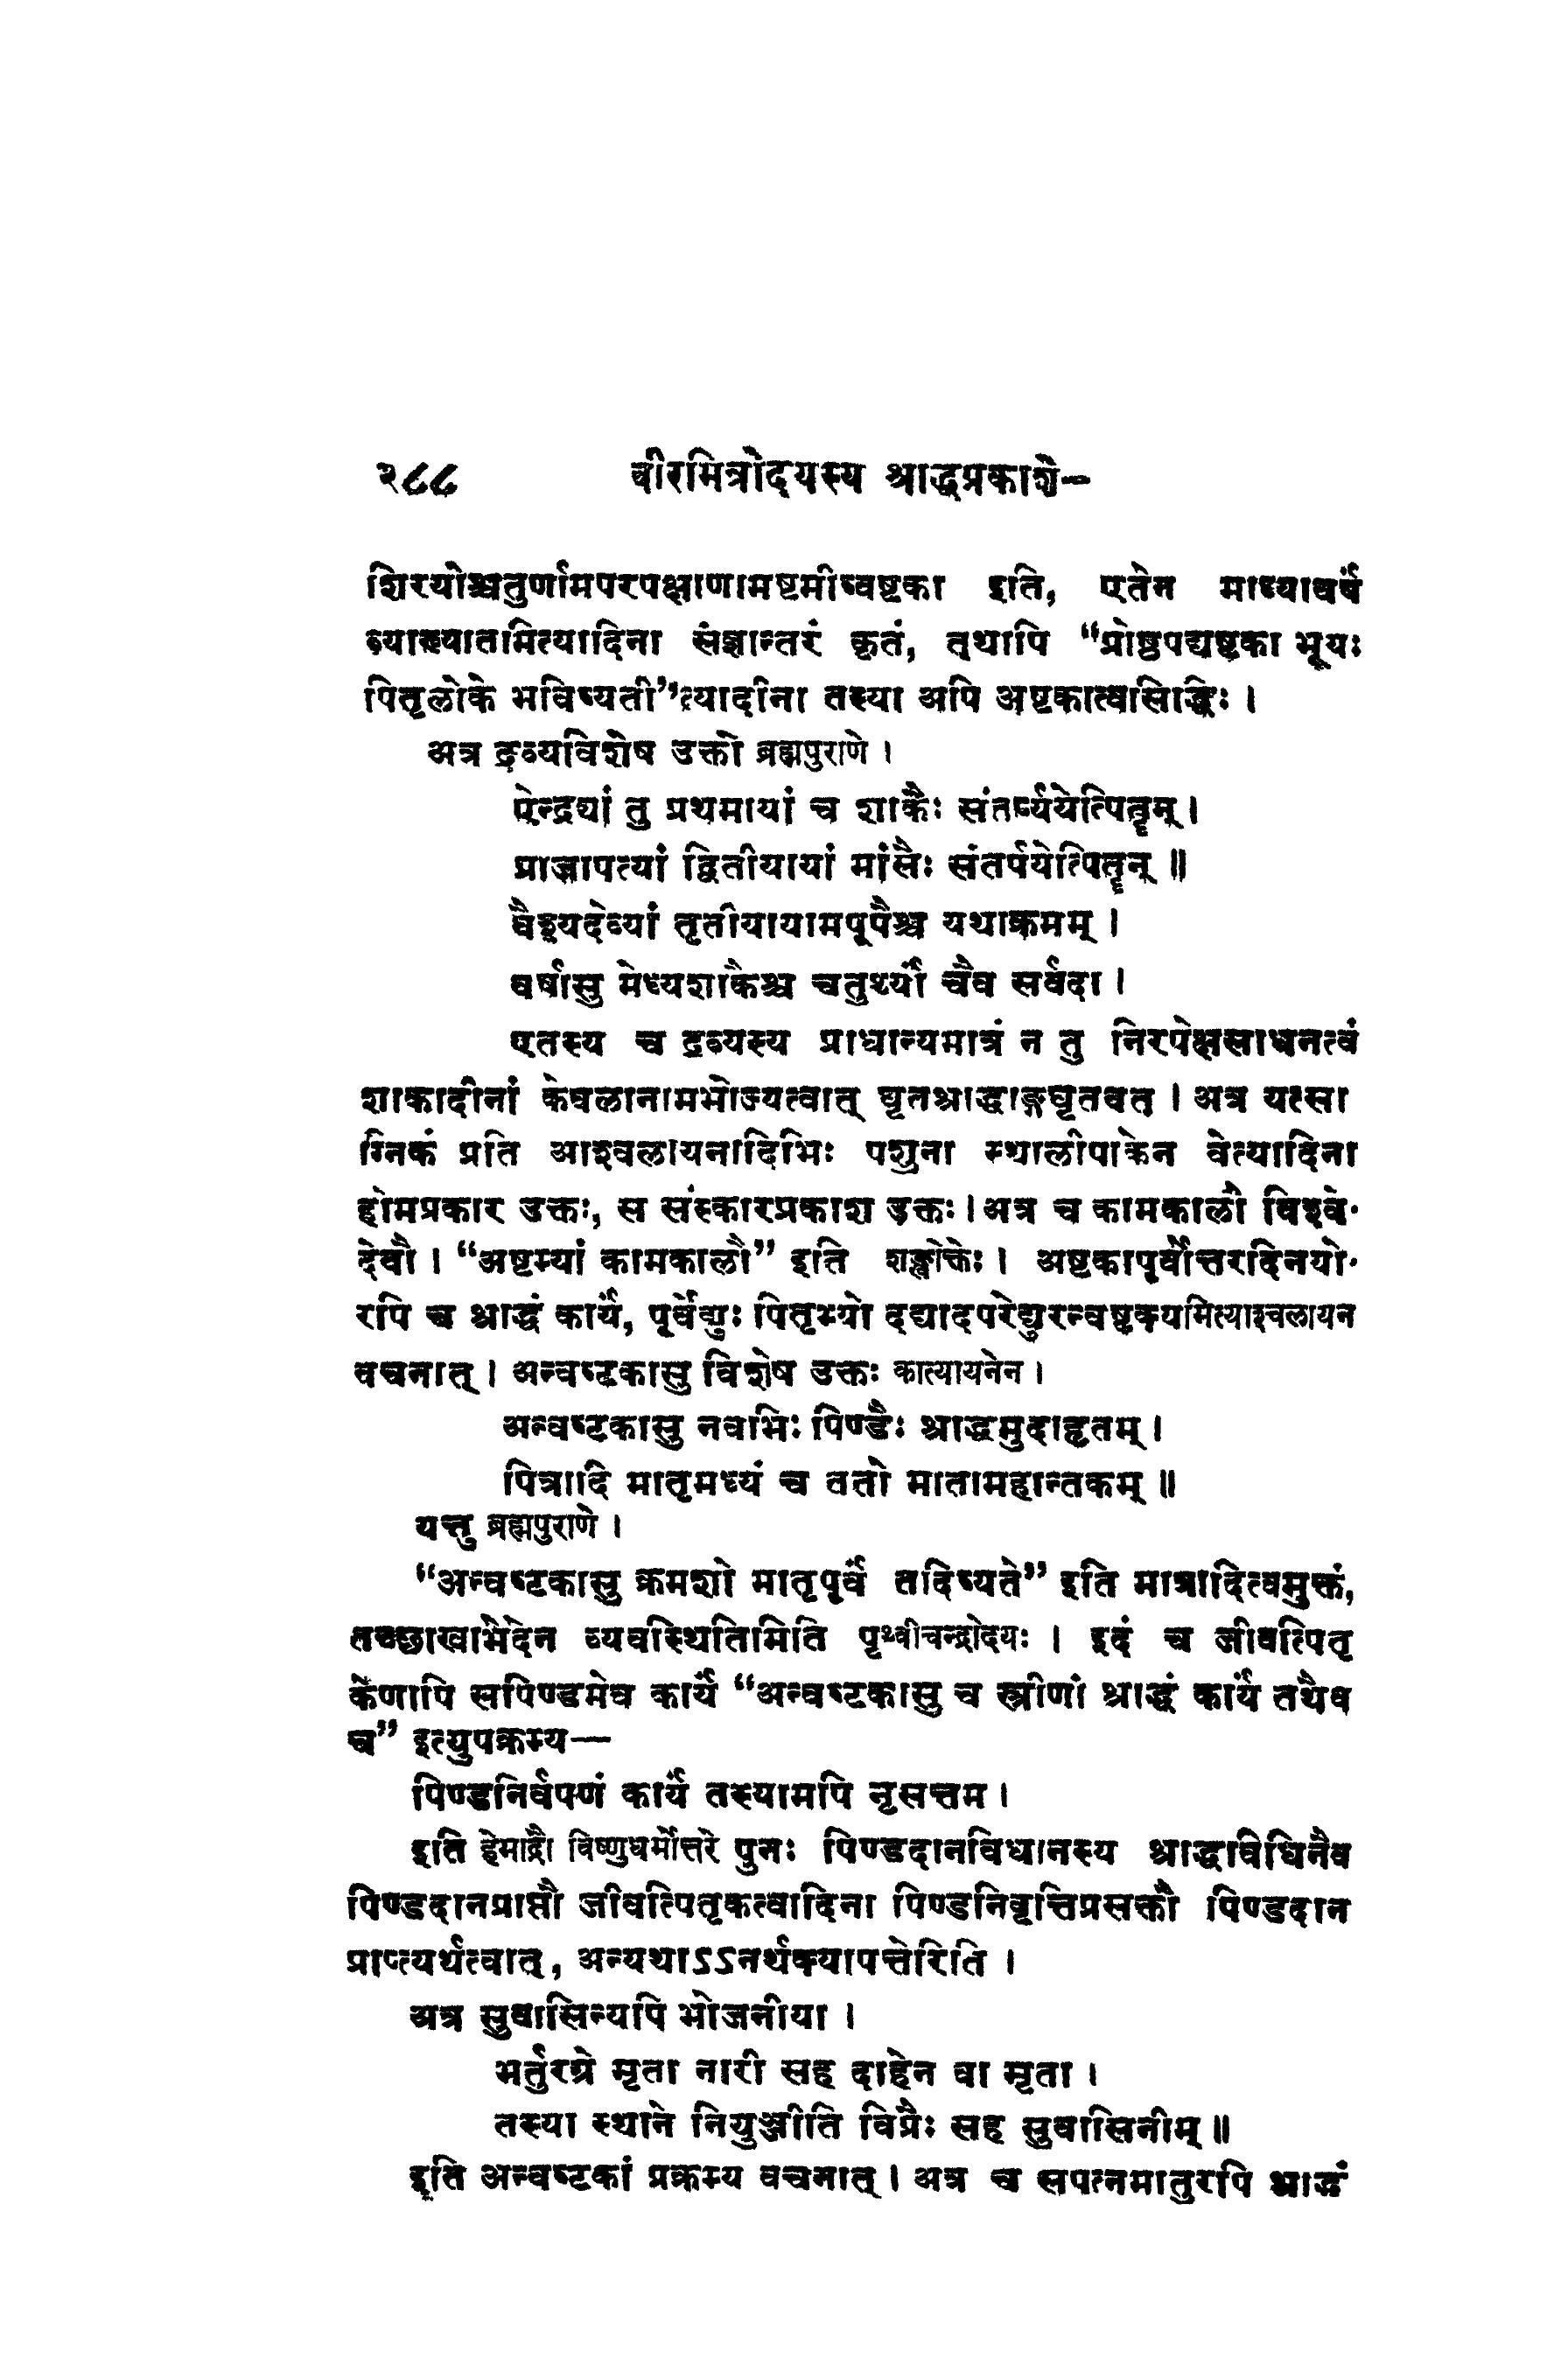 २८८ वीरमित्रोदयस्य श्राद्धप्रकाशे-
शिरयोश्चतुर्णामपरपक्षाणामष्टमीष्वष्टका इति, एतेन माध्यावर्षं
व्याख्यातमित्यादिना संज्ञान्तरं कृतं, तथापि “प्रोष्ठपद्यष्टका भूयः
पितृलोके भविष्यती”त्यादीना तस्या अपि अष्टकात्वासिद्धिः ।
अत्र द्रव्यविशेष उक्तो ब्रह्मपुराणे ।
ऐन्द्र्यां तु प्रथमायां च शाकैः संतर्प्ययेत्पितॄम् ।
प्राजापत्यां द्वितीयायां मांसैः संतर्पयेत्पितॄन् ॥
वैश्यदेव्यां तृतीयायामपूपैश्च यथाक्रमम् ।
वर्षासु मेध्यशाकैश्च चतुर्थ्यां चैव सर्वदा ।
एतस्य च द्रव्यस्य प्राधान्यमात्रं न तु निरपेक्षसाधनत्वं
शाकादीनां केवलानामभोज्यत्वात् घृतश्राद्धाङ्गघृतवत् । अत्र यत्सा
ग्निकं प्रति आश्वलायनादिभिः पशुना स्थालीपाकेन वेत्यादिना
होमप्रकार उक्तः, स संस्कारप्रकाश उक्तः । अत्र च कामकालौ विश्वे-
देवौ । “अष्टम्यां कामकालौ” इति शङ्खोक्तेः । अष्टकापूर्वोत्तरदिनयो-
रपि च श्राद्धं कार्यं, पूर्वेद्युः पितृभ्यो दद्यादपरेद्युरन्वष्टक्यमित्याश्वलायन
वचनात् । अन्वष्टकासु विशेष उक्तः कात्यायनेन ।
अन्वष्टकासु नवभिः पिण्डैः श्राद्धमुदाहृतम् ।
पित्रादि मातृमध्यं च ततो मातामहान्तकम् ॥
यत्तु ब्रह्मपुराणे ।
“अन्वष्टकासु क्रमशो मातृपूर्वं तदिष्यते” इति मात्रादित्वमुक्तं,
तच्छाखाभेदेन व्यवस्थितिमिति पृथ्वीचन्द्रोदयः । इदं च जीवत्पितृ
केणापि सपिण्डमेव कार्यं “अन्वष्टकासु च स्त्रीणां श्राद्धं कार्यं तथैव
च” इत्युपक्रम्य—
पिण्डनिर्वपणं कार्यं तस्यामपि नृसत्तम ।
इति हेमाद्रौ विष्णुधर्मोत्तरे पुनः पिण्डदानविधानस्य श्राद्धविधिनैव
पिण्डदानप्राप्तौ जीवत्पितृकत्वादिना पिण्डनिवृत्तिप्रसक्तौ पिण्डदान
प्राप्त्यर्थत्वात्, अन्यथाऽऽनर्थक्यापत्तेरिति ।
अत्र सुवासिन्यपि भोजनीया ।
भर्तुरग्रे मृता नारी सह दाहेन वा मृता ।
तस्या स्थाने नियुञ्जीति विप्रैः सह सुवासिनीम् ॥
इति अन्वष्टकां प्रक्रम्य वचनात् । अत्र च सपत्नमातुरपि श्राद्धं